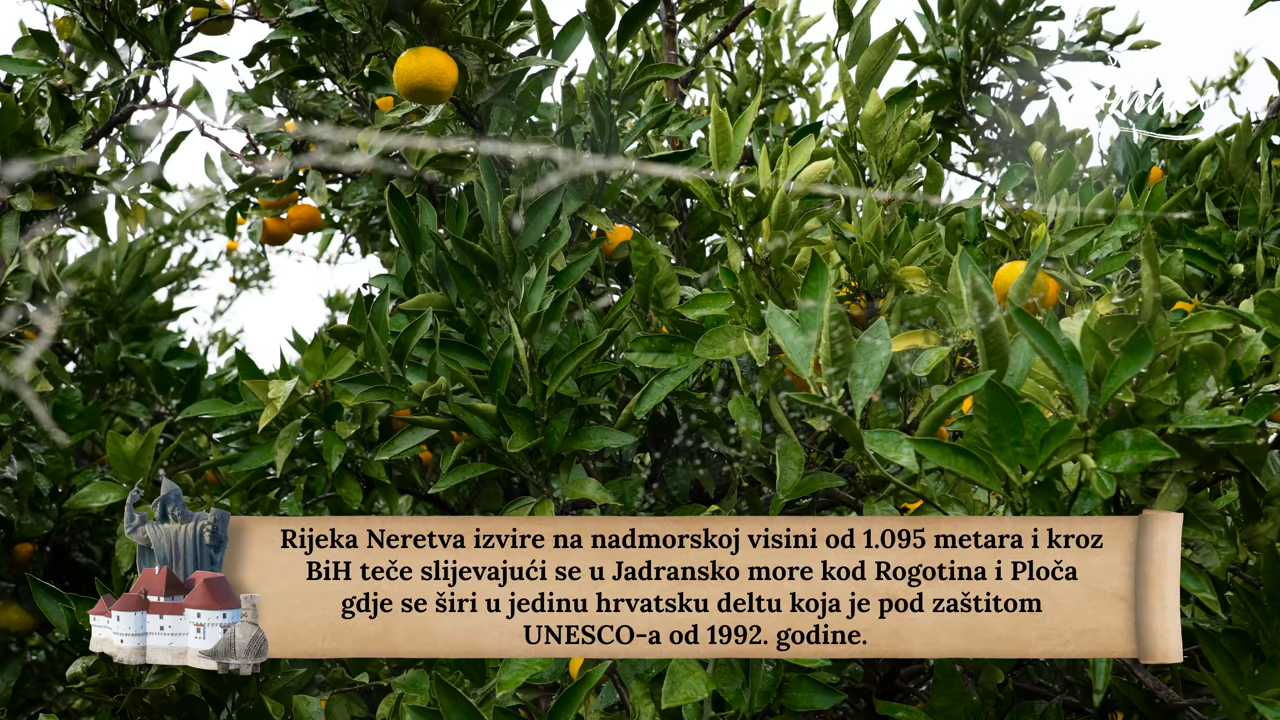 Rijeka Neretva izvire na nadmorskoj visini od 1.095 metara i kroz
BiH teče slijevajući se u Jadransko more kod Rogotina i Ploča
gdje se širi u jedinu hrvatsku deltu koja je pod zaštitom
UNESCO-a od 1992. godine.